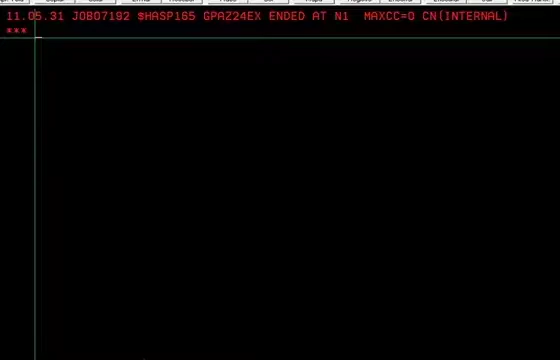 11.05.31 JOB07192 $HASP165 GPAZ24EX ENDED AT N1  MAXCC=0 CN(INTERNAL)
***